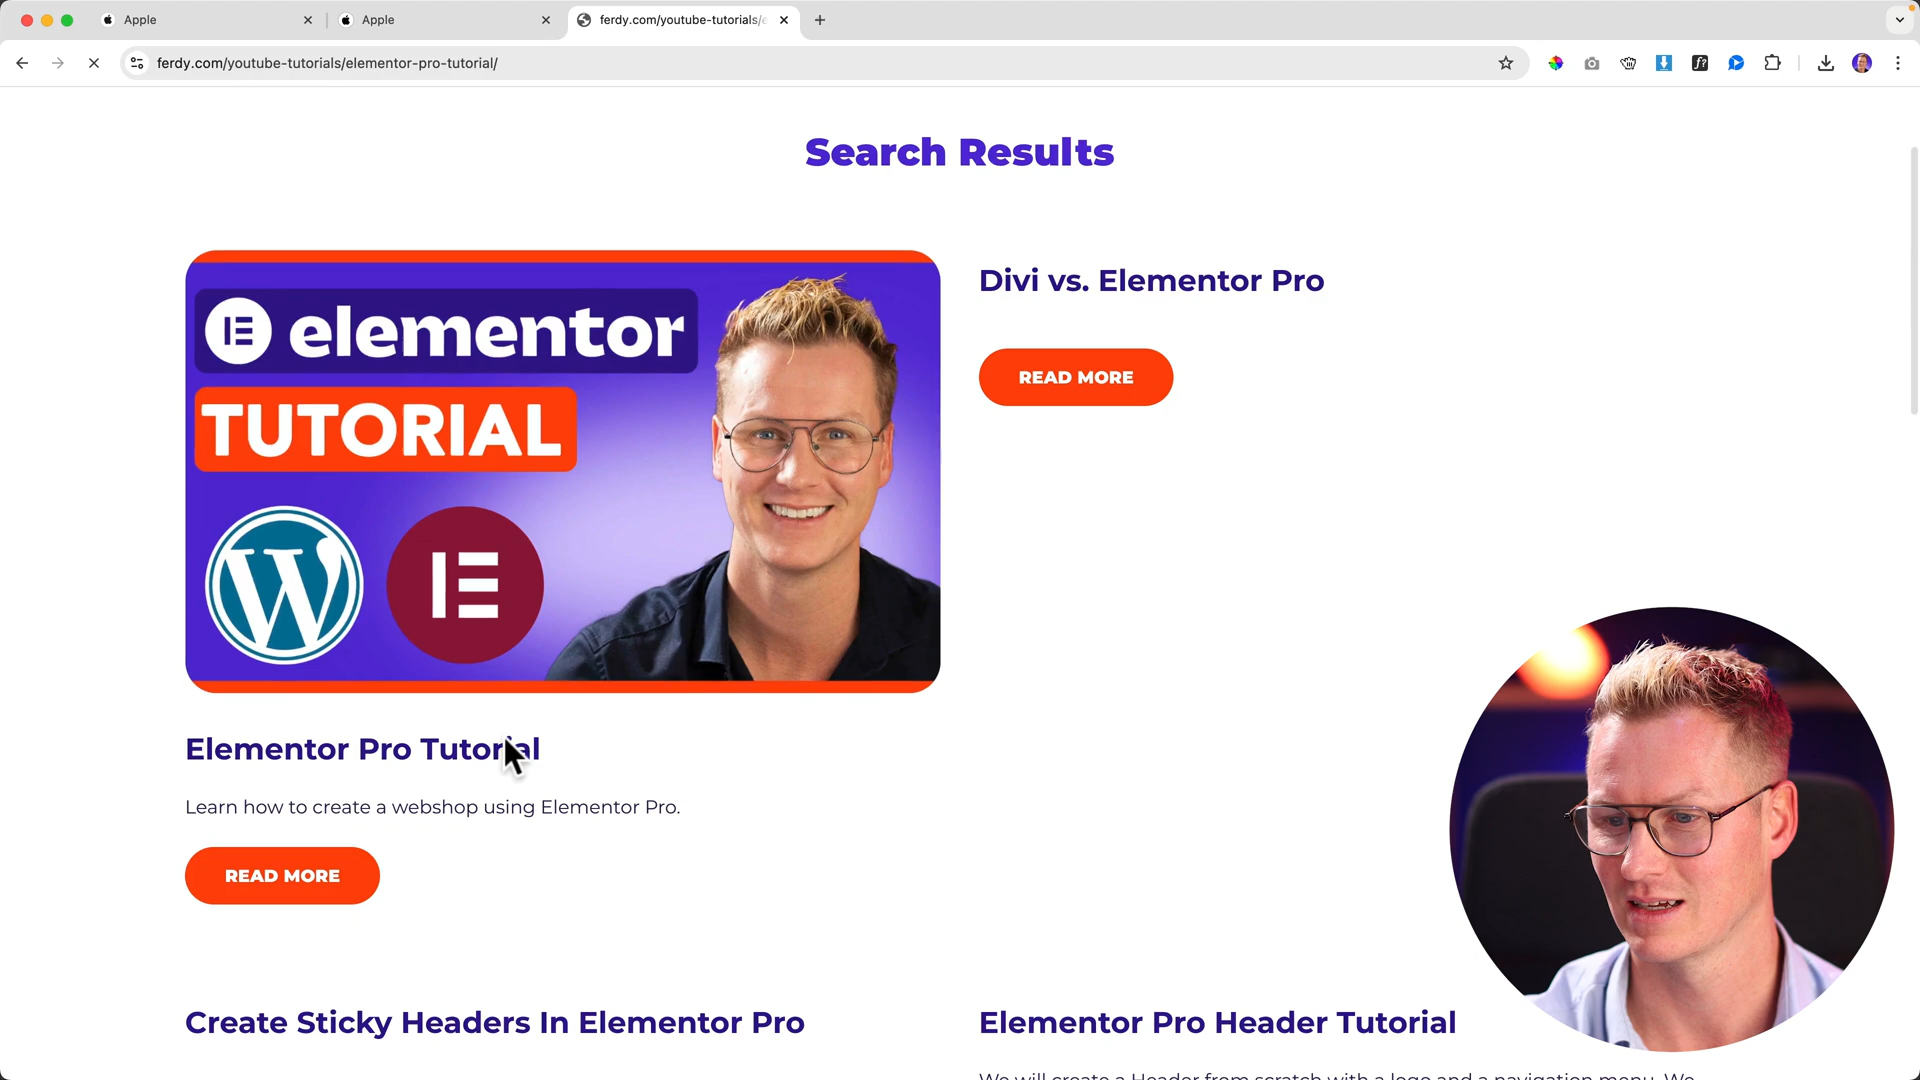 Apple
Apple
ferdy.com/youtube-tutorials/e
ferdy.com/youtube-tutorials/elementor-pro-tutorial/
f?
Search Results
elementor
TUTORIAL
Divi vs. Elementor Pro
READ MORE
Elementor Pro Tutorial
Learn how to create a webshop using Elementor Pro.
READ MORE
Create Sticky Headers In Elementor Pro
Elementor Pro Header Tutorial
We will create a Header from scratch with a logo and a navigation menu. We